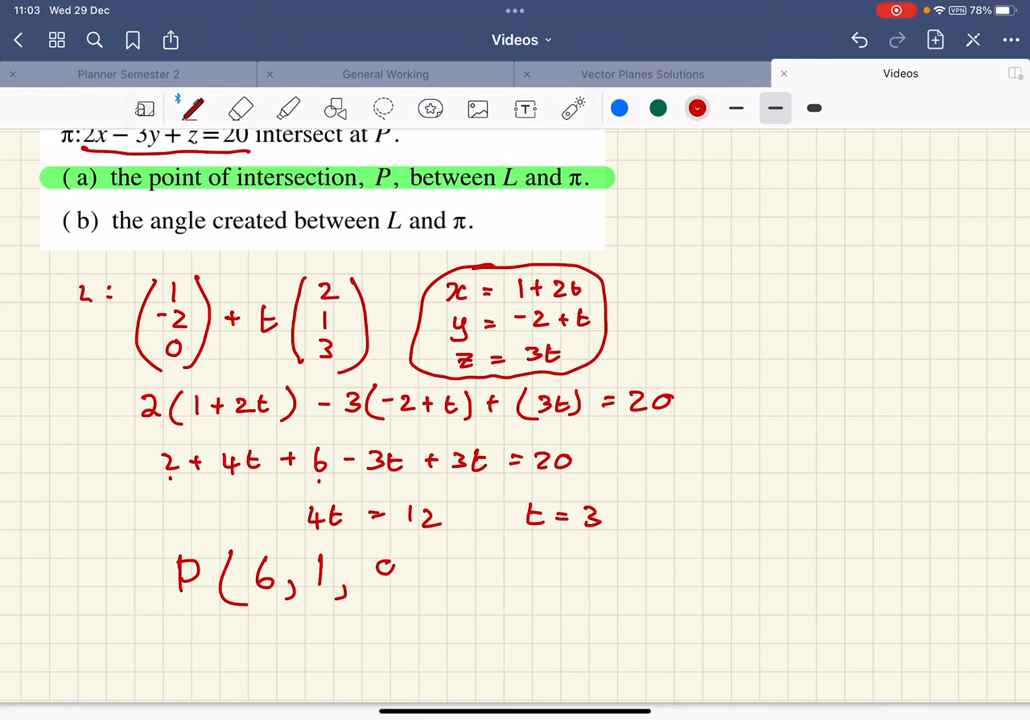 11:03 Wed 29 Dec
VPN 78%
Videos
Planner Semester 2
General Working
Vector Planes Solutions
Videos
π:2x − 3y + z = 20 intersect at P.
( a ) the point of intersection, P, between L and π.
( b ) the angle created between L and π.
L : ( 1 -2 0 ) + t ( 2 1 3 )
x = 1 + 2t
y = -2 + t
z = 3t
2( 1 + 2t ) - 3( -2 + t ) + ( 3t ) = 20
2 + 4t + 6 - 3t + 3t = 20
4t = 12 t = 3
P ( 6, 1,